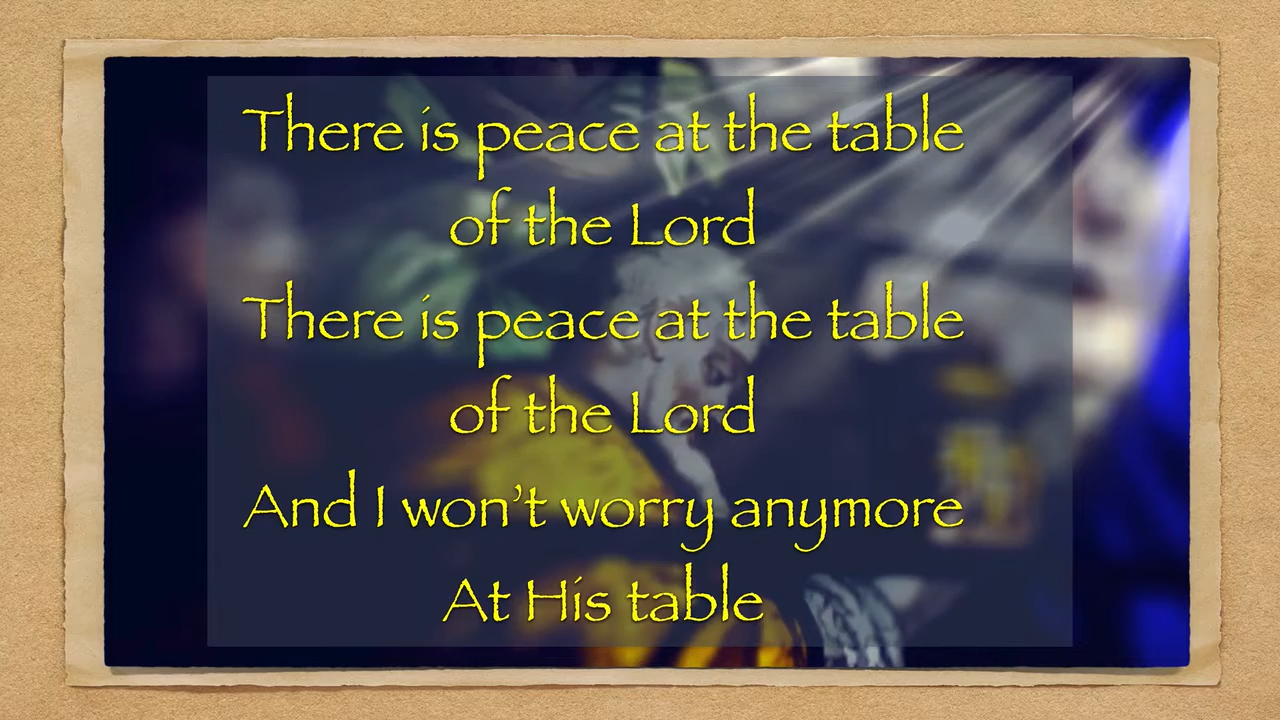 There is peace at the table
of the Lord
There is peace at the table
of the Lord
And I won’t worry anymore
At His table